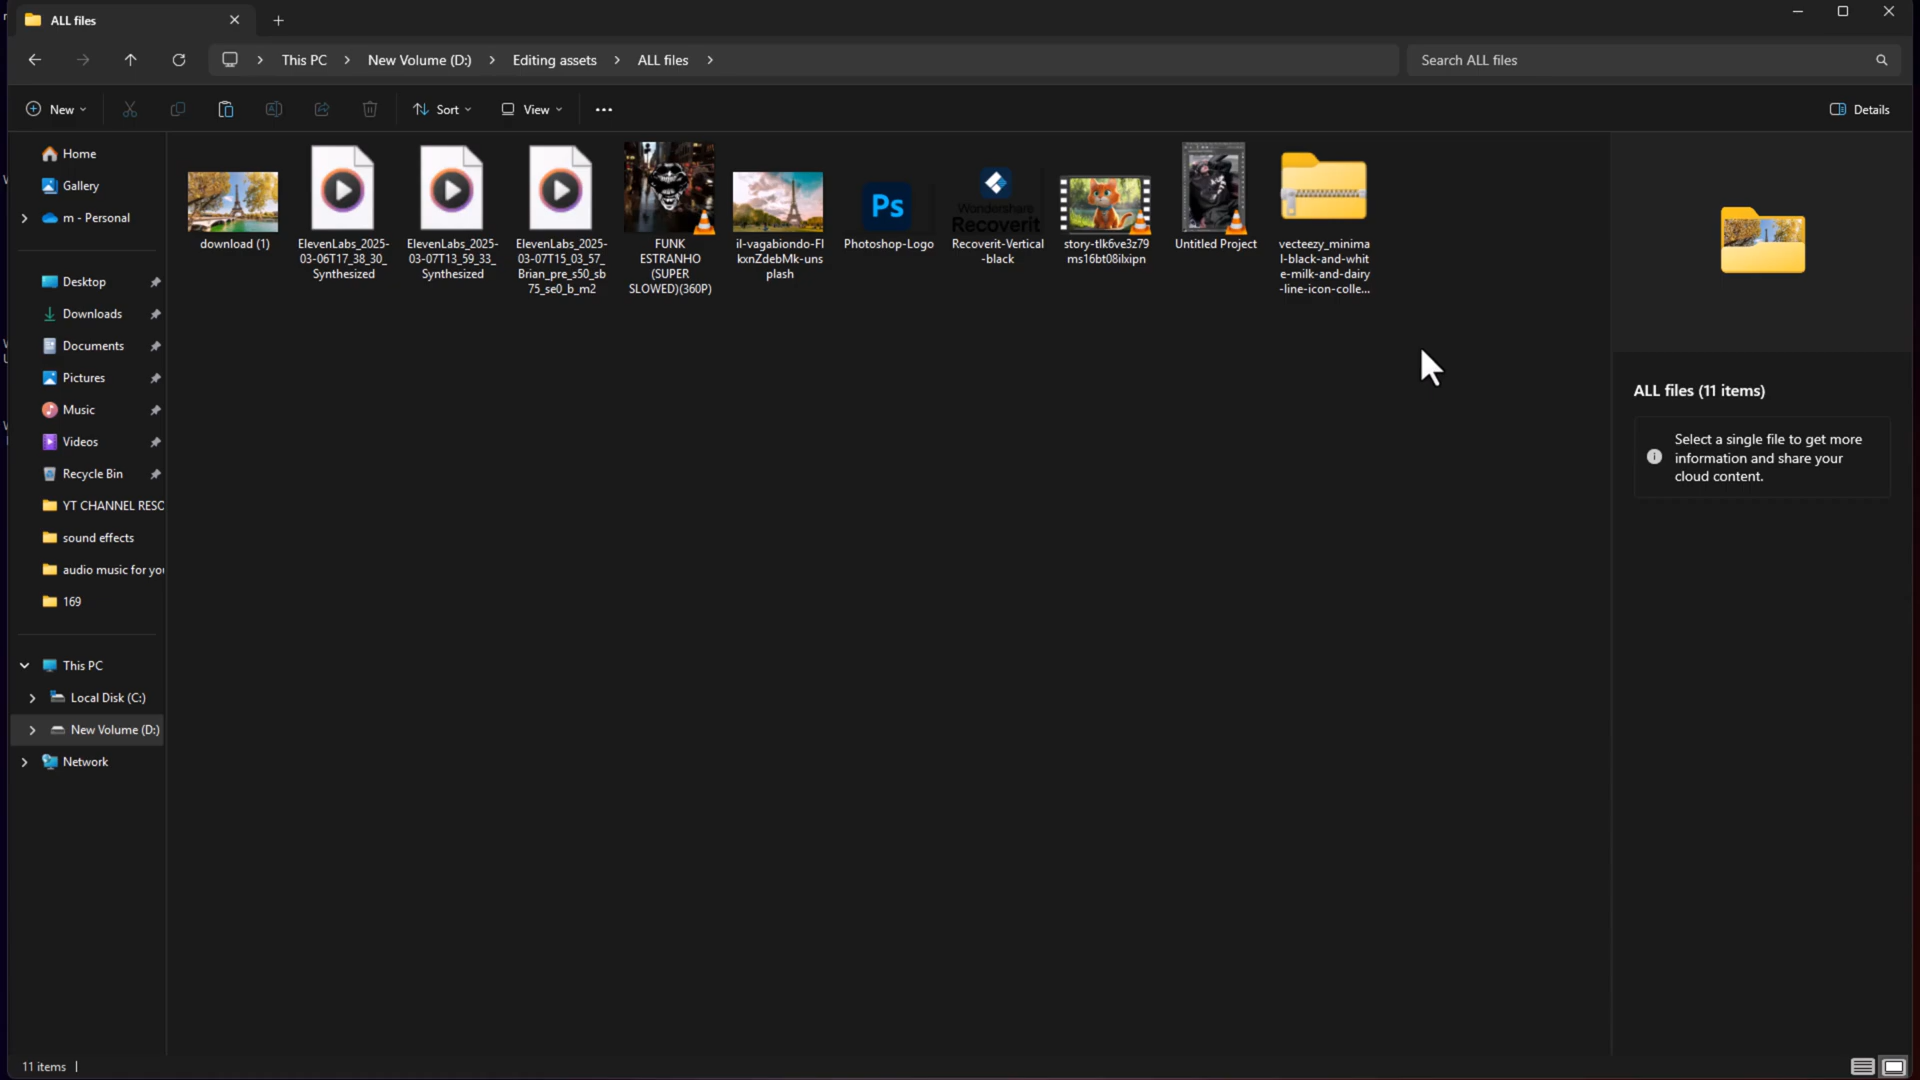 ALL files
This PC
New Volume (D:)
Editing assets
ALL files
Search ALL files
New
Sort
View
Details
Home
Gallery
m - Personal
Desktop
Downloads
Documents
Pictures
Music
Videos
Recycle Bin
YT CHANNEL RESC
sound effects
audio music for you
169
This PC
Local Disk (C:)
New Volume (D:)
Network
download (1)
ElevenLabs_2025-
03-06T17_38_30_
Synthesized
ElevenLabs_2025-
03-07T13_59_33_
Synthesized
ElevenLabs_2025-
03-07T15_03_57_
Brian_pre_s50_sb
75_se0_b_m2
FUNK
ESTRANHO
(SUPER
SLOWED)(360P)
il-vagabiondo-FI
kxnZdebMk-uns
plash
Ps
Photoshop-Logo
Wondershare
Recoverit
Recoverit-Vertical
-black
story-tlk6ve3z79
ms16bt08ilxipn
Untitled Project
vecteezy_minima
l-black-and-whit
e-milk-and-dairy
-line-icon-colle...
ALL files (11 items)
Select a single file to get more
information and share your
cloud content.
11 items